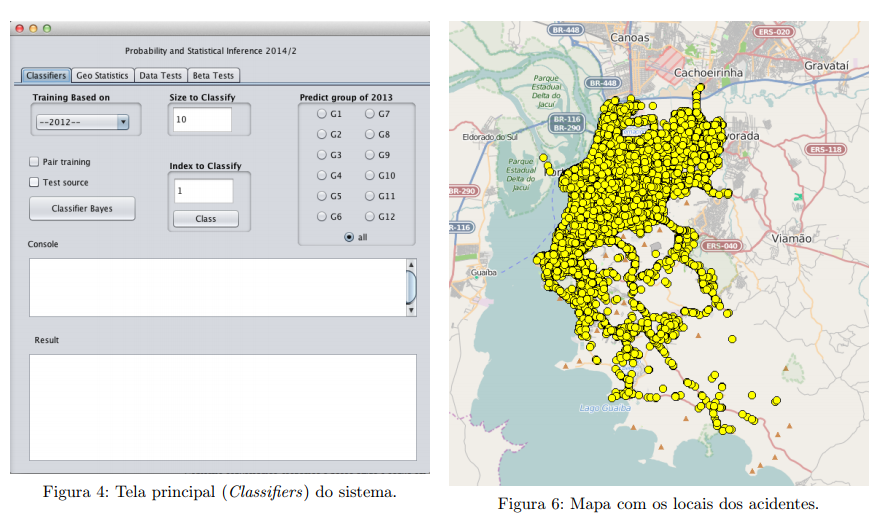 Probability and Statistical Inference 2014/2
Classifiers Geo Statistics Data Tests Beta Tests
Training Based on
--2012--
Pair training
Test source
Classifier Bayes
Size to Classify
10
Index to Classify
1
Class
Predict group of 2013
G1 G7
G2 G8
G3 G9
G4 G10
G5 G11
G6 G12
all
Console
Result
Figura 4: Tela principal (Classifiers) do sistema.
BR-448
Canoas
ERS-020
Gravataí
Cachoeirinha
Parque
Estadual
Delta do
Jacuí
BR-448
BR-116
BR-290
Eldorado do Sul
vorada
ERS-118
Parque
Estadual
Delta do
Jacuí
BR-290
R-116
Viamão
ERS-040
Guaíba
Lago Guaíba
Figura 6: Mapa com os locais dos acidentes.